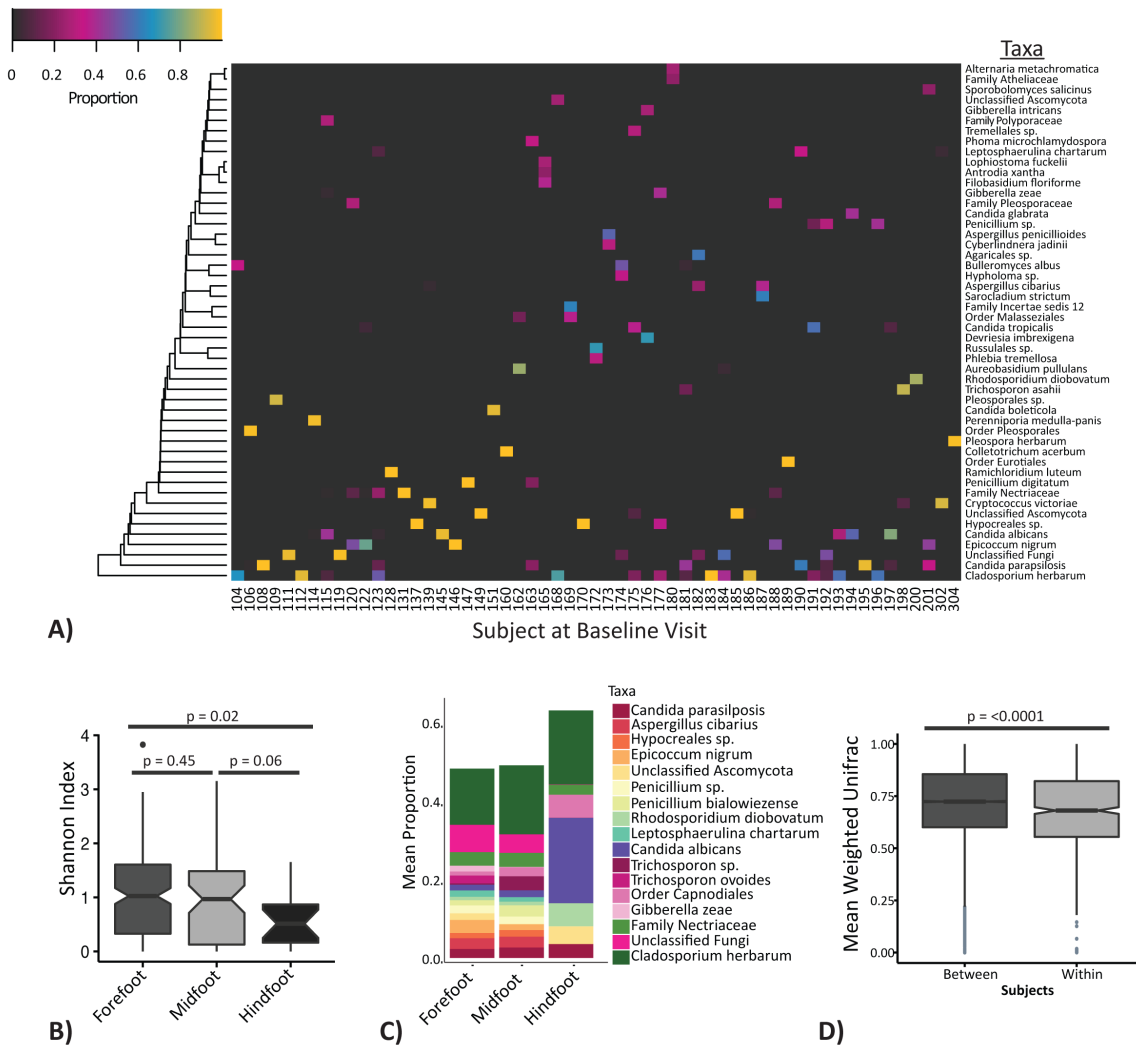 0 0.2 0.4 0.6 0.8
Proportion
Taxa
Alternaria metachromatica
Family Atheliaceae
Sporobolomyces salicinus
Unclassified Ascomycota
Gibberella intricans
Family Polyporaceae
Tremellales sp.
Phoma microchlamydospora
Leptosphaerulina chartarum
Lophiostoma fuckelii
Antrodia xantha
Filobasidium floriforme
Gibberella zeae
Family Pleosporaceae
Candida glabrata
Penicillium sp.
Aspergillus penicillioides
Cyberlindnera jadinii
Agaricales sp.
Bulleromyces albus
Hypholoma sp.
Aspergillus cibarius
Sarocladium strictum
Family Incertae sedis 12
Order Malasseziales
Candida tropicalis
Devriesia imbrexigena
Russulales sp.
Phlebia tremellosa
Aureobasidium pullulans
Rhodosporidium diobovatum
Trichosporon asahii
Pleosporales sp.
Candida boleticola
Perenniporia medulla-panis
Order Pleosporales
Pleospora herbarum
Colletotrichum acerbum
Order Eurotiales
Ramichloridium luteum
Penicillium digitatum
Family Nectriaceae
Cryptococcus victoriae
Unclassified Ascomycota
Hypocreales sp.
Candida albicans
Epicoccum nigrum
Unclassified Fungi
Candida parapsilosis
Cladosporium herbarum
104 106 108 109 111 112 114 115 119 120 122 123 128 131 137 139 145 146 147 149 151 160 162 163 165 168 169 170 172 173 174 175 176 177 180 181 182 183 184 185 186 187 188 189 190 191 192 193 194 195 196 197 198 200 201 302 304
A)
Subject at Baseline Visit
p = 0.02
p = 0.45
p = 0.06
Shannon Index
4
3
2
1
0
Forefoot
Midfoot
Hindfoot
B)
Mean Proportion
0.6.
0.4.
0.2.
0.0.
Forefoot
Midfoot
Hindfoot
C)
Taxa
Candida parasilposis
Aspergillus cibarius
Hypocreales sp.
Epicoccum nigrum
Unclassified Ascomycota
Penicillium sp.
Penicillium bialowiezense
Rhodosporidium diobovatum
Leptosphaerulina chartarum
Candida albicans
Trichosporon sp.
Trichosporon ovoides
Order Capnodiales
Gibberella zeae
Family Nectriaceae
Unclassified Fungi
Cladosporium herbarum
p = <0.0001
Mean Weighted Unifrac
1.00
0.75
0.50
0.25
0.00
Between
Within
Subjects
D)